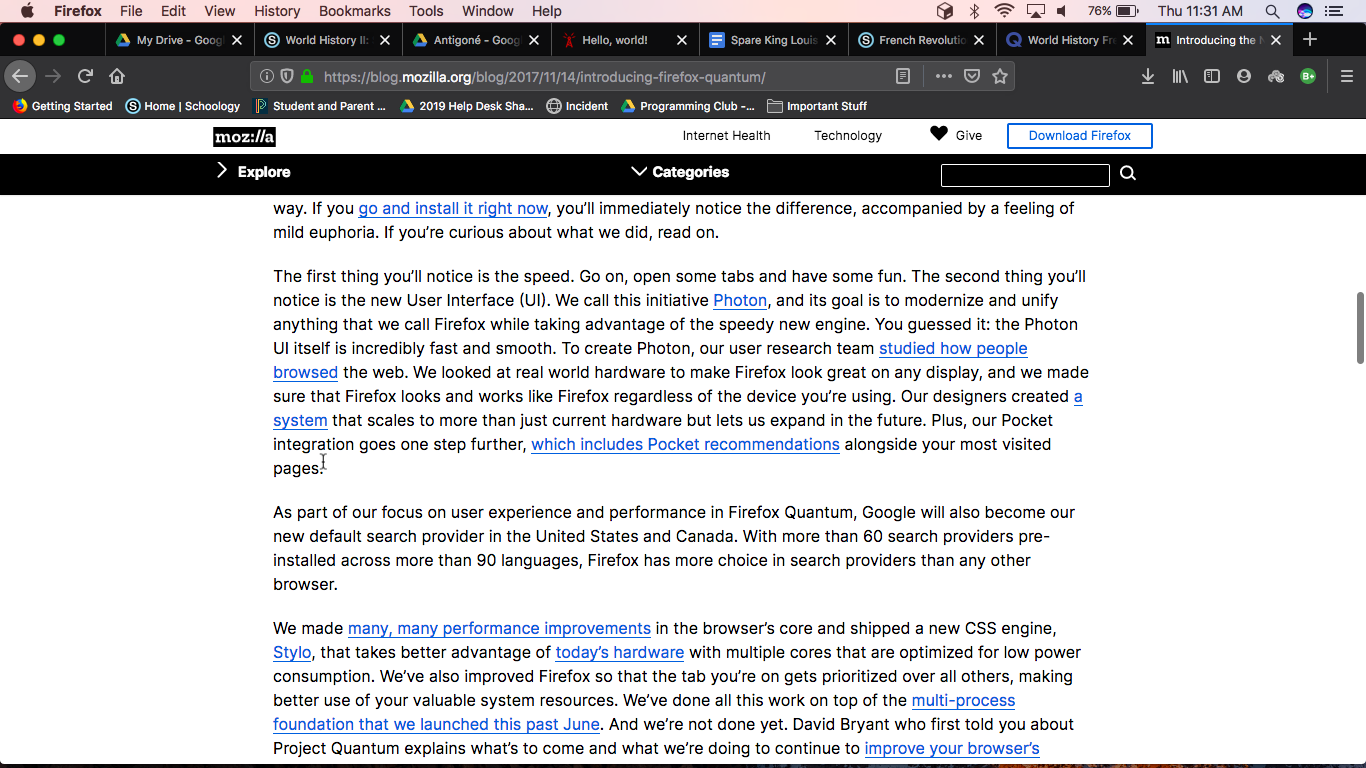 Firefox File Edit View History Bookmarks Tools Window Help 76% Thu 11:31 AM
My Drive - Goog World History II: Antigoné - Goog Hello, world! Spare King Louis French Revolutio World History Fr Introducing the N
https://blog.mozilla.org/blog/2017/11/14/introducing-firefox-quantum/
Getting Started Home | Schoology Student and Parent ... 2019 Help Desk Sha... Incident Programming Club -... Important Stuff
moz://a Internet Health Technology Give Download Firefox
Explore Categories
way. If you go and install it right now, you’ll immediately notice the difference, accompanied by a feeling of
mild euphoria. If you’re curious about what we did, read on.
The first thing you’ll notice is the speed. Go on, open some tabs and have some fun. The second thing you’ll
notice is the new User Interface (UI). We call this initiative Photon, and its goal is to modernize and unify
anything that we call Firefox while taking advantage of the speedy new engine. You guessed it: the Photon
UI itself is incredibly fast and smooth. To create Photon, our user research team studied how people
browsed the web. We looked at real world hardware to make Firefox look great on any display, and we made
sure that Firefox looks and works like Firefox regardless of the device you’re using. Our designers created a
system that scales to more than just current hardware but lets us expand in the future. Plus, our Pocket
integration goes one step further, which includes Pocket recommendations alongside your most visited
pages.
As part of our focus on user experience and performance in Firefox Quantum, Google will also become our
new default search provider in the United States and Canada. With more than 60 search providers pre-
installed across more than 90 languages, Firefox has more choice in search providers than any other
browser.
We made many, many performance improvements in the browser’s core and shipped a new CSS engine,
Stylo, that takes better advantage of today’s hardware with multiple cores that are optimized for low power
consumption. We’ve also improved Firefox so that the tab you’re on gets prioritized over all others, making
better use of your valuable system resources. We’ve done all this work on top of the multi-process
foundation that we launched this past June. And we’re not done yet. David Bryant who first told you about
Project Quantum explains what’s to come and what we’re doing to continue to improve your browser’s